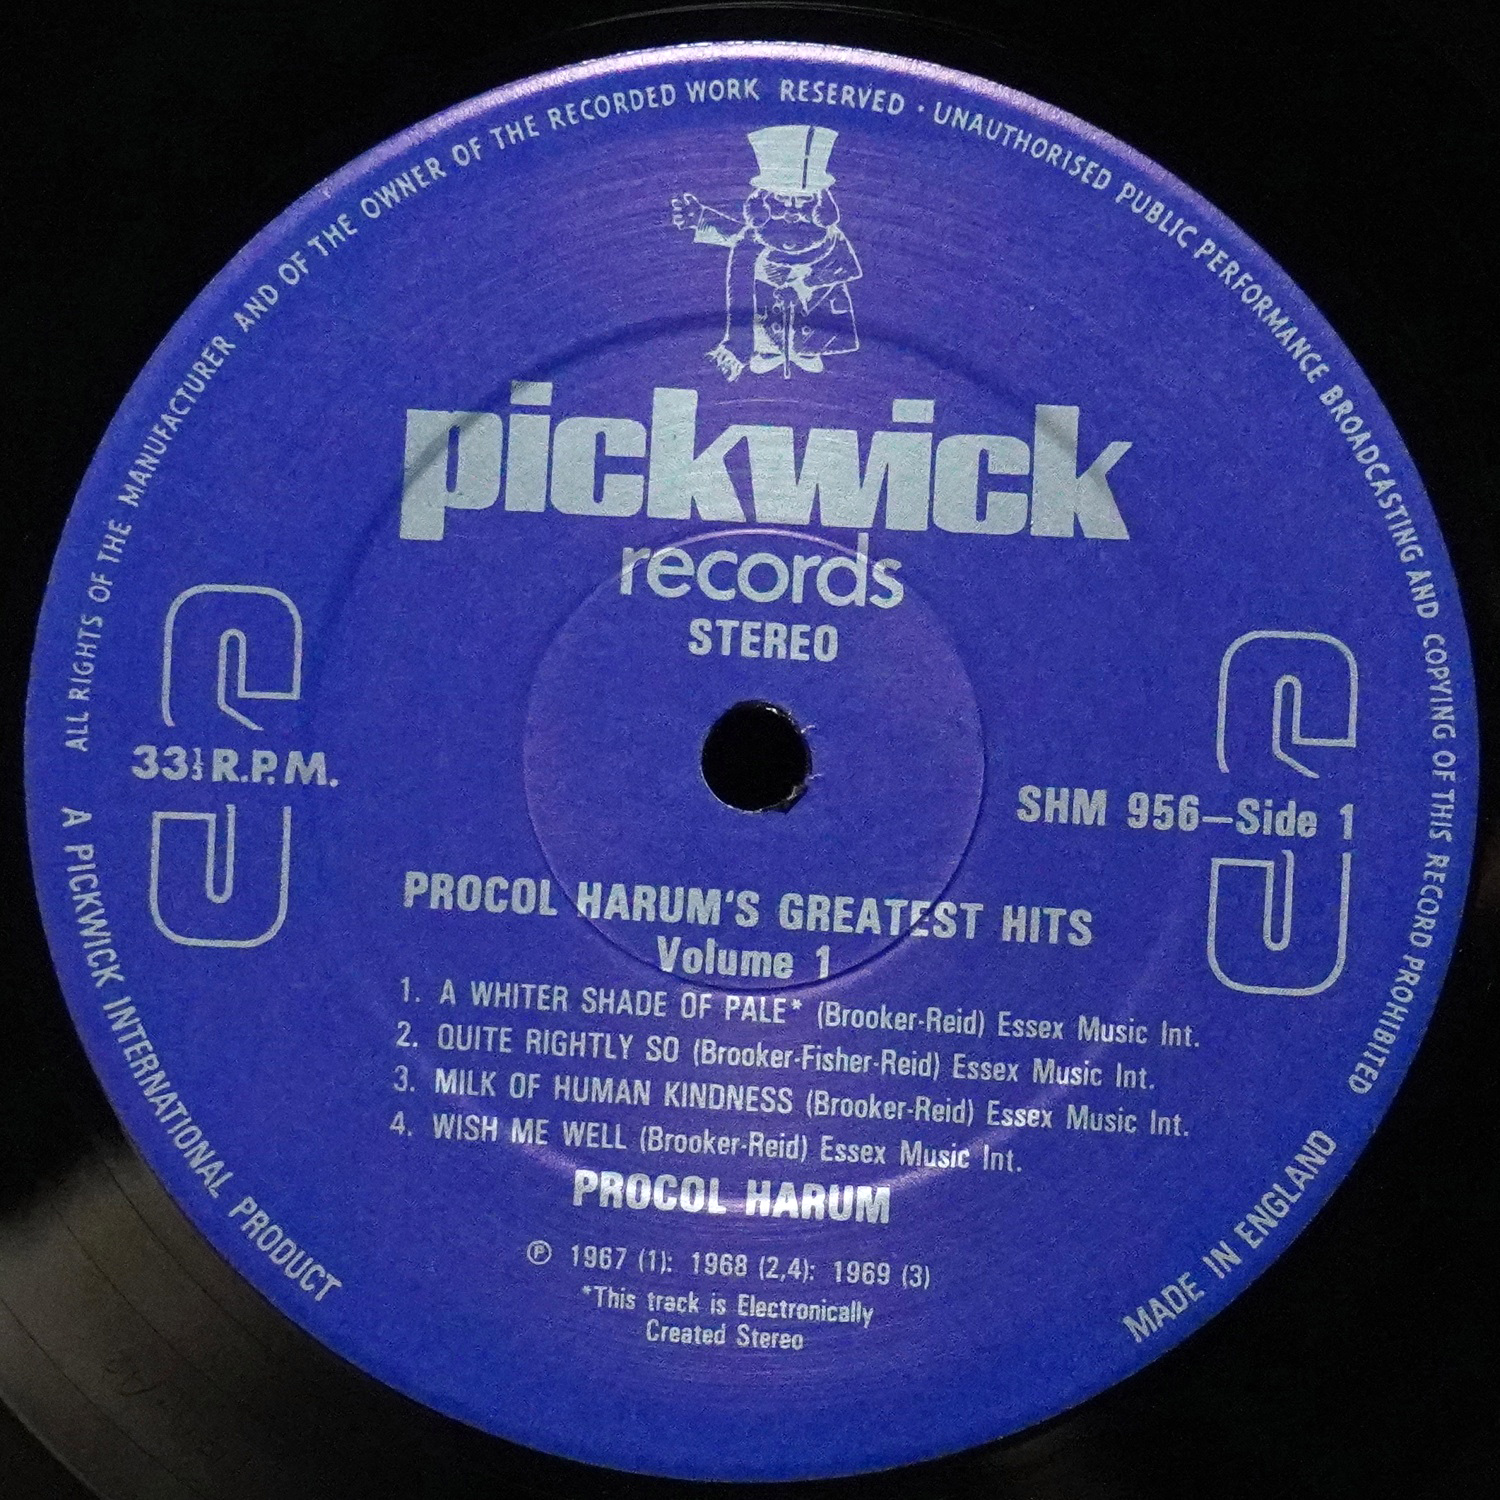 ALL RIGHTS OF THE MANUFACTURER AND OF THE OWNER OF THE RECORDED WORK RESERVED · UNAUTHORISED PUBLIC PERFORMANCE BROADCASTING AND COPYING OF THIS RECORD PROHIBITED
pickwick
records
STEREO
33⅓ R.P.M.
SHM 956–Side 1
PROCOL HARUM'S GREATEST HITS
Volume 1
1. A WHITER SHADE OF PALE* (Brooker-Reid) Essex Music Int.
2. QUITE RIGHTLY SO (Brooker-Fisher-Reid) Essex Music Int.
3. MILK OF HUMAN KINDNESS (Brooker-Reid) Essex Music Int.
4. WISH ME WELL (Brooker-Reid) Essex Music Int.
PROCOL HARUM
℗ 1967 (1): 1968 (2,4): 1969 (3)
*This track is Electronically
Created Stereo
A PICKWICK INTERNATIONAL PRODUCT
MADE IN ENGLAND